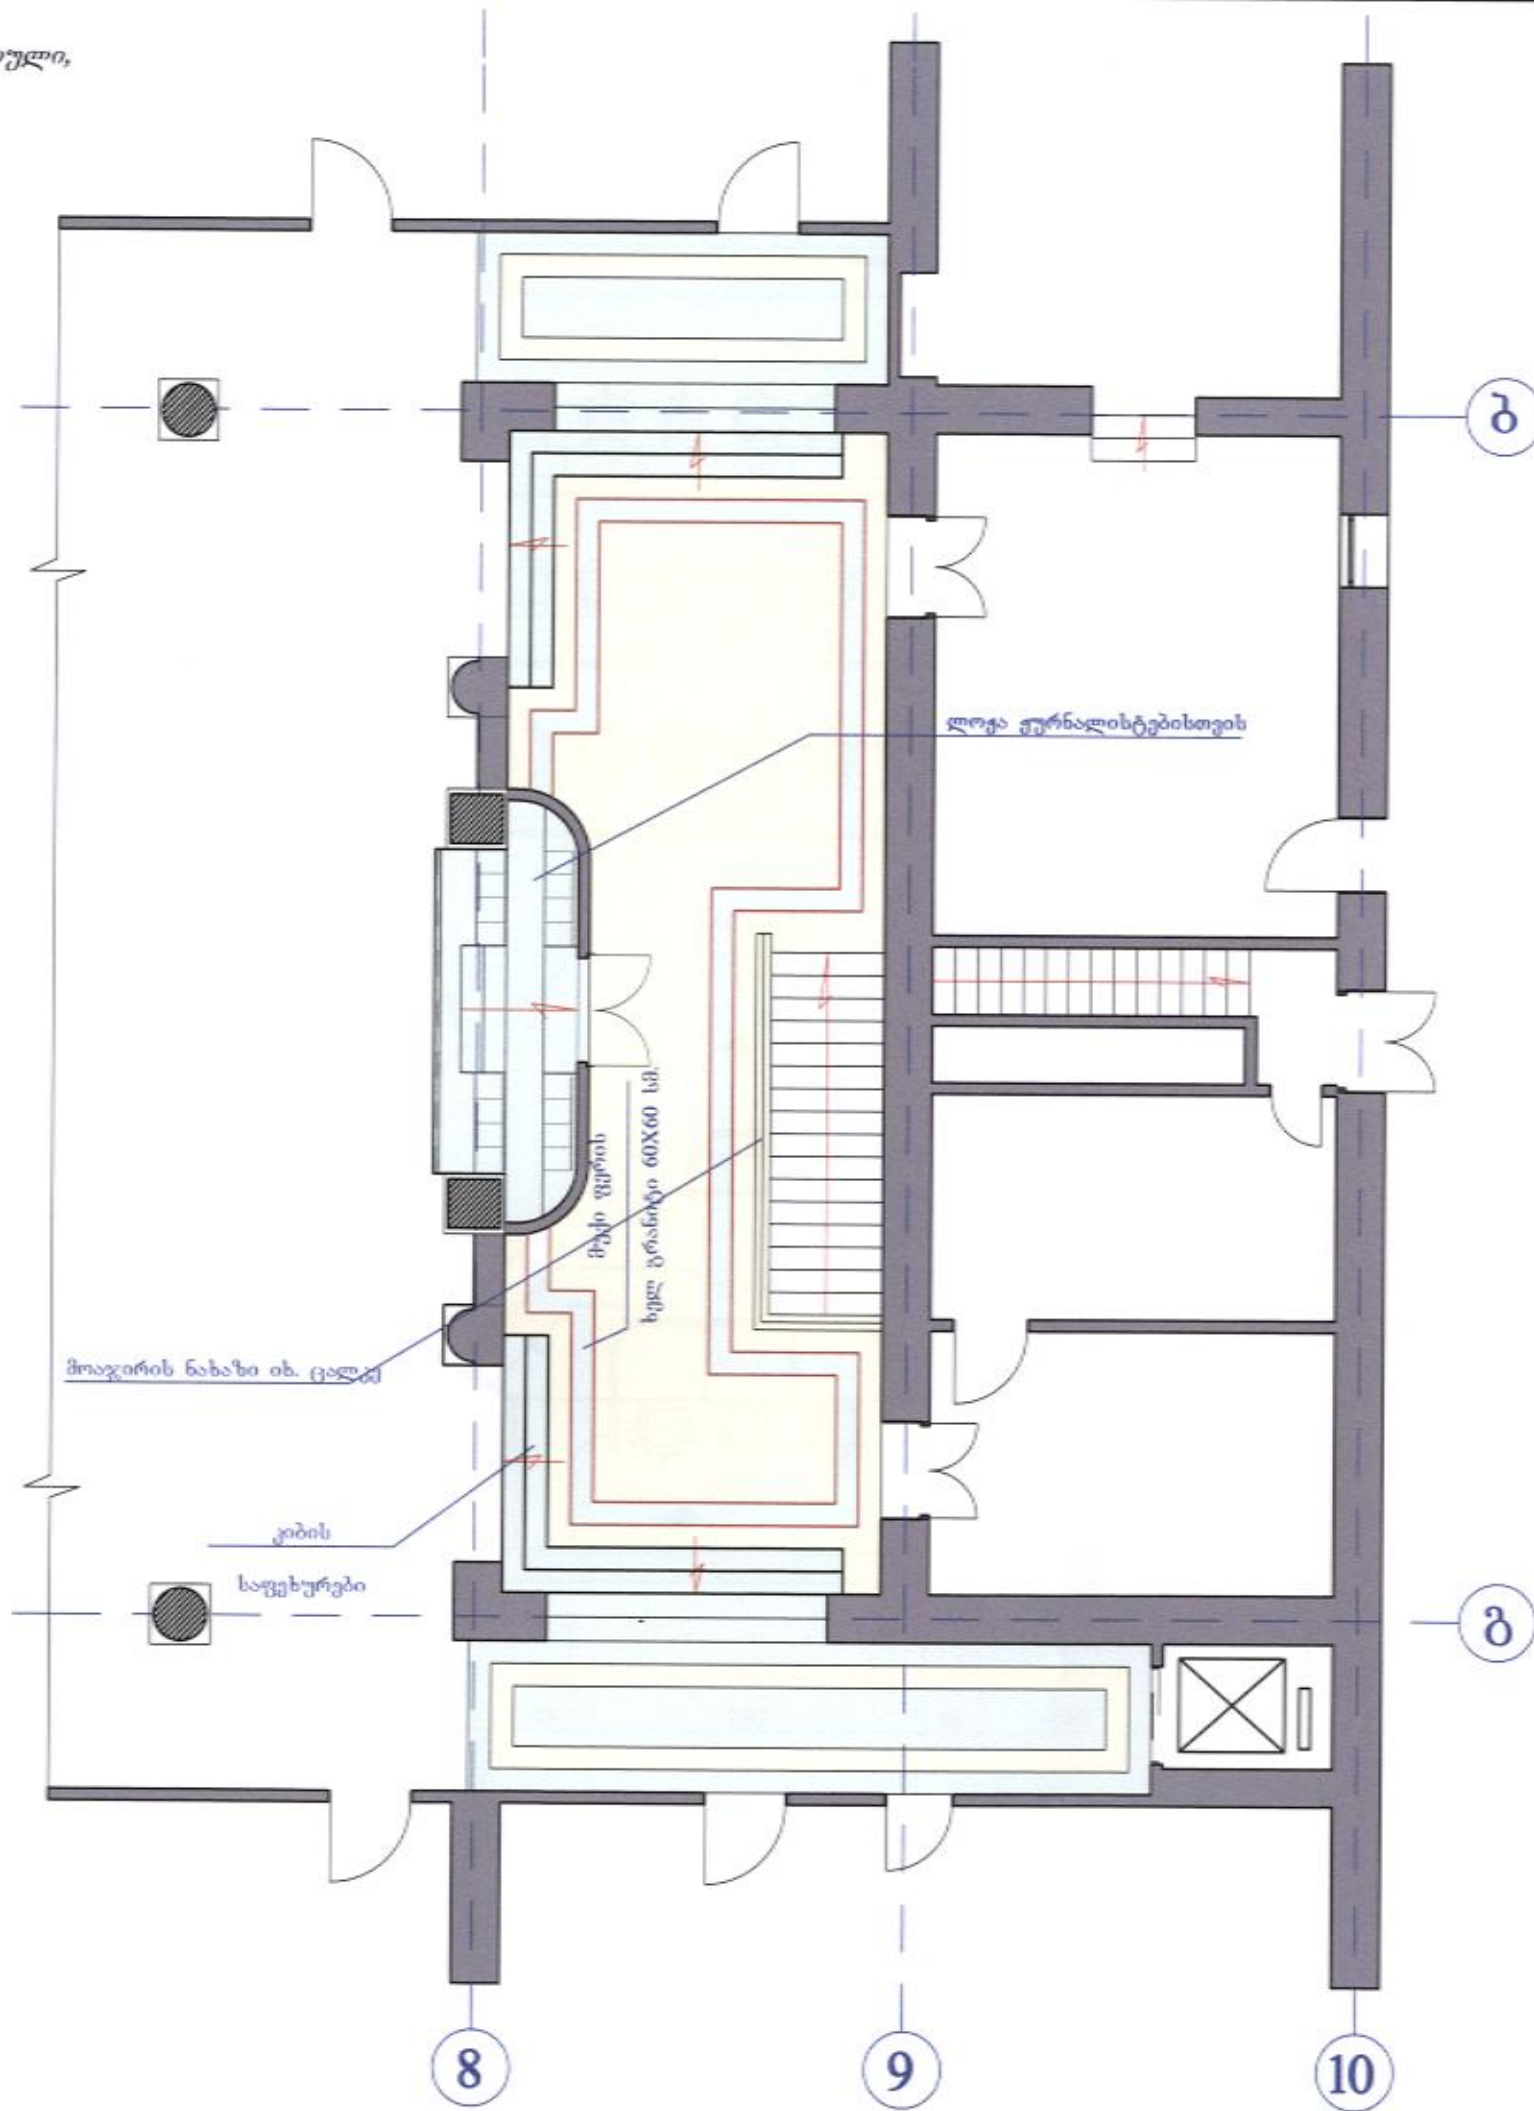 ბ
ლოჟა ჟურნალისტებისთვის
მუქი ფერის
ხელ გრანიტი 60X60 სმ.
მოაჯირის ნახაზი იხ. ცალკე
კიბის
საფეხურები
გ
8
9
10